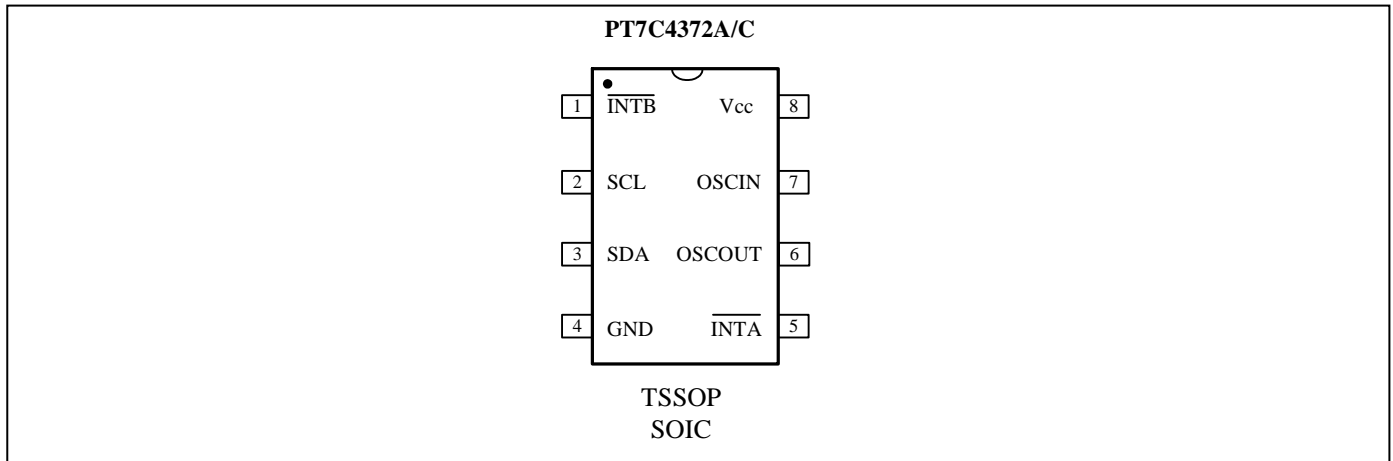 PT7C4372A/C
1 INTB Vcc 8
2 SCL OSCIN 7
3 SDA OSCOUT 6
4 GND INTA 5
TSSOP
SOIC